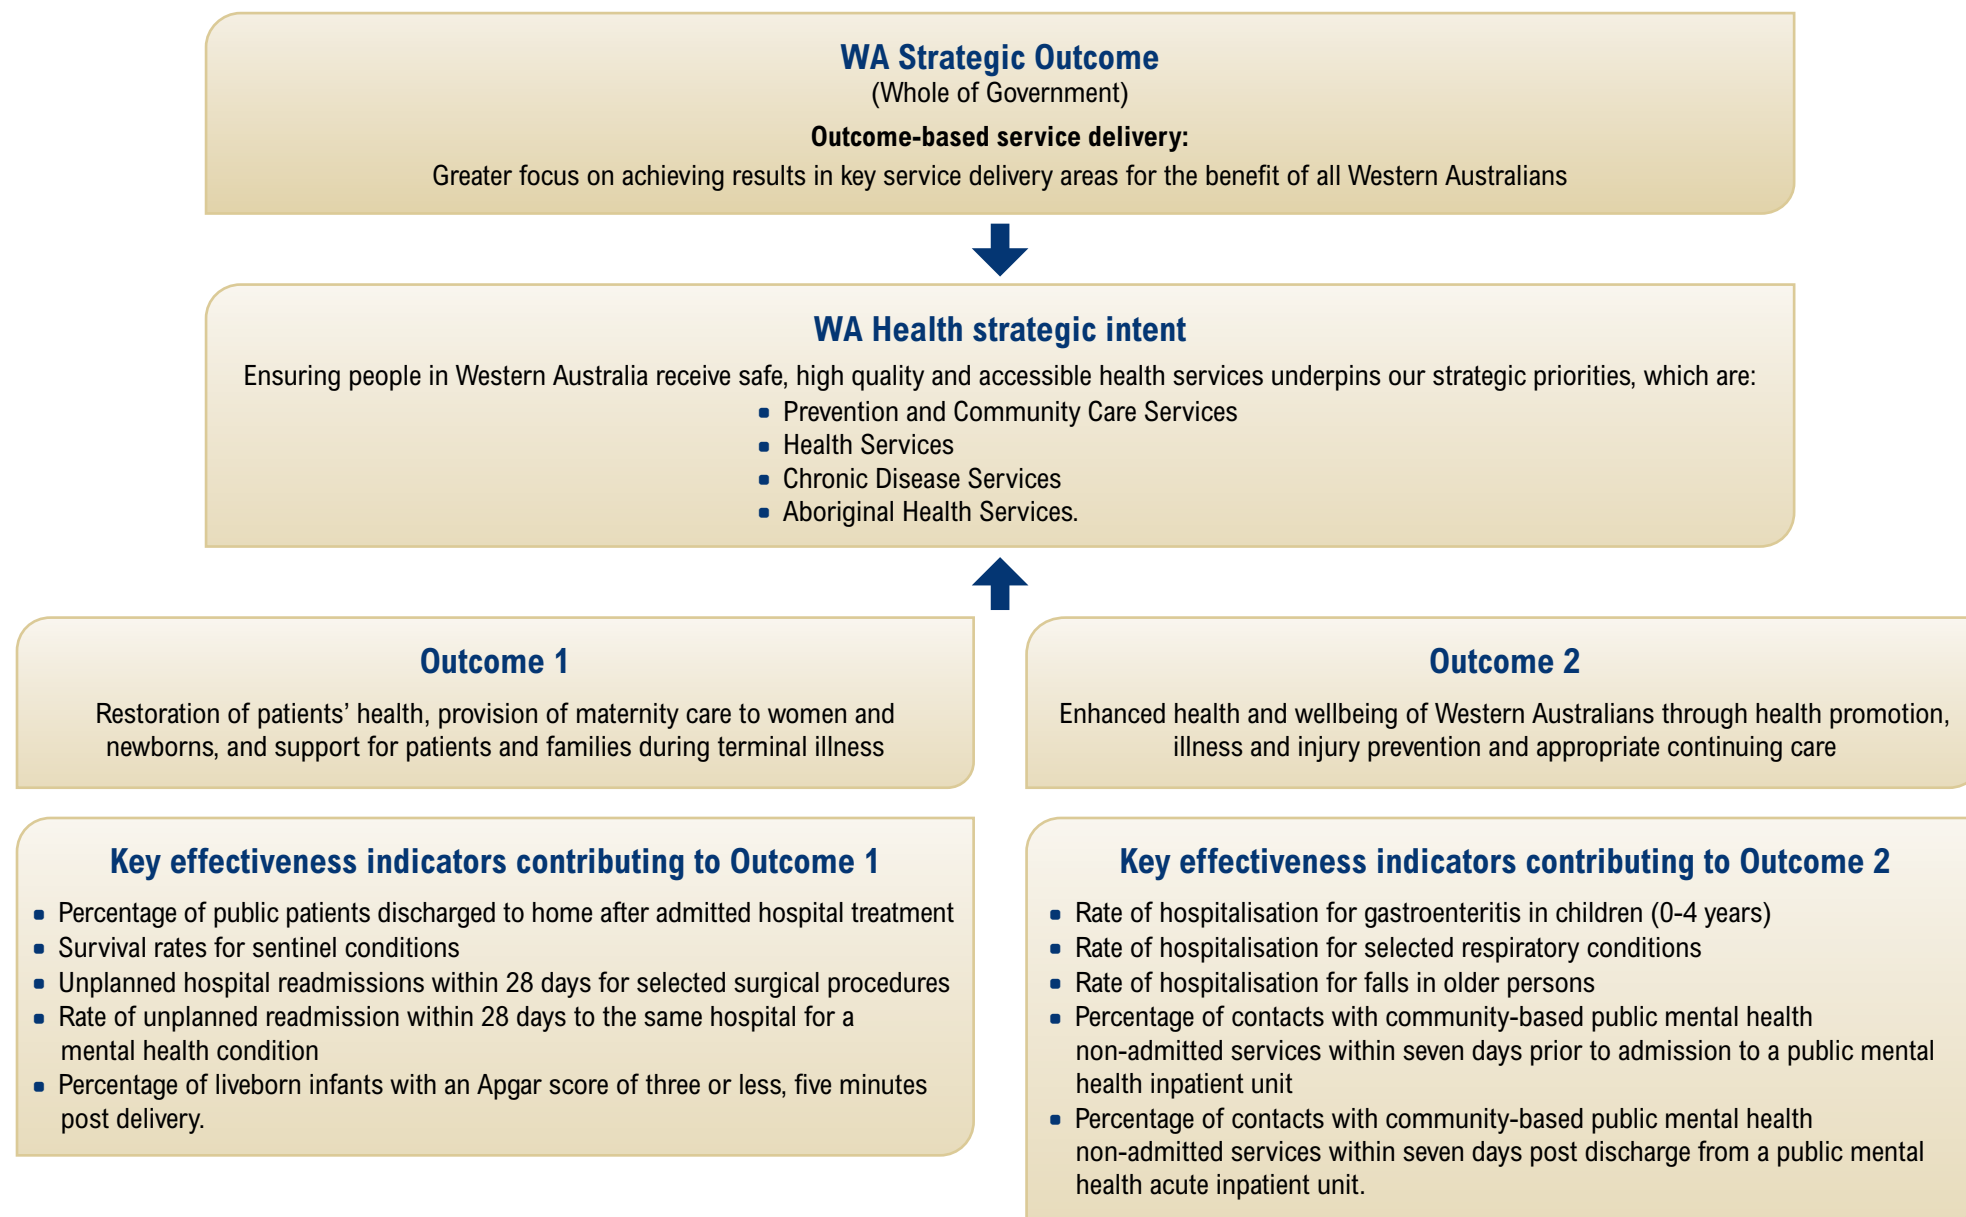 WA Strategic Outcome
(Whole of Government)
Outcome-based service delivery:
Greater focus on achieving results in key service delivery areas for the benefit of all Western Australians
WA Health strategic intent
Ensuring people in Western Australia receive safe, high quality and accessible health services underpins our strategic priorities, which are:
Prevention and Community Care Services
Health Services
Chronic Disease Services
Aboriginal Health Services.
Outcome 1
Restoration of patients’ health, provision of maternity care to women and
newborns, and support for patients and families during terminal illness
Outcome 2
Enhanced health and wellbeing of Western Australians through health promotion,
illness and injury prevention and appropriate continuing care
Key effectiveness indicators contributing to Outcome 1
Percentage of public patients discharged to home after admitted hospital treatment
Survival rates for sentinel conditions
Unplanned hospital readmissions within 28 days for selected surgical procedures
Rate of unplanned readmission within 28 days to the same hospital for a
mental health condition
Percentage of liveborn infants with an Apgar score of three or less, five minutes
post delivery.
Key effectiveness indicators contributing to Outcome 2
Rate of hospitalisation for gastroenteritis in children (0-4 years)
Rate of hospitalisation for selected respiratory conditions
Rate of hospitalisation for falls in older persons
Percentage of contacts with community-based public mental health
non-admitted services within seven days prior to admission to a public mental
health inpatient unit
Percentage of contacts with community-based public mental health
non-admitted services within seven days post discharge from a public mental
health acute inpatient unit.